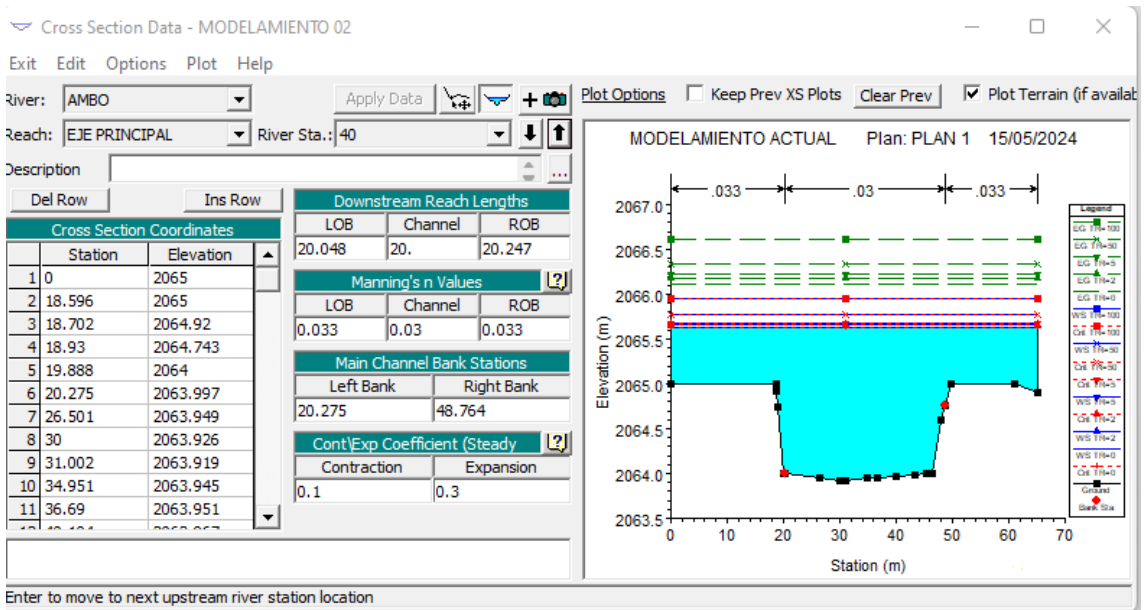 Cross Section Data - MODELAMIENTO 02
Exit Edit Options Plot Help
River: AMBO Apply Data
Reach: EJE PRINCIPAL River Sta.: 40
Description ...
Del Row Ins Row
Cross Section Coordinates
Station Elevation
1 0 2065
2 18.596 2065
3 18.702 2064.92
4 18.93 2064.743
5 19.888 2064
6 20.275 2063.997
7 26.501 2063.949
8 30 2063.926
9 31.002 2063.919
10 34.951 2063.945
11 36.69 2063.951
Downstream Reach Lengths
LOB Channel ROB
20.048 20. 20.247
Manning's n Values
LOB Channel ROB
0.033 0.03 0.033
Main Channel Bank Stations
Left Bank Right Bank
20.275 48.764
Cont\Exp Coefficient (Steady
Contraction Expansion
0.1 0.3
Plot Options Keep Prev XS Plots Clear Prev Plot Terrain (if availab
MODELAMIENTO ACTUAL Plan: PLAN 1 15/05/2024
.033 .03 .033
2067.0
2066.5
2066.0
2065.5
2065.0
2064.5
2064.0
2063.5
Elevation (m)
0 10 20 30 40 50 60 70
Station (m)
Legend
EG TR=100
EG TR=50
EG TR=5
EG TR=2
EG TR=0
WS TR=100
Crit TR=100
WS TR=50
Crit TR=50
Crit TR=5
WS TR=5
Crit TR=2
WS TR=2
WS TR=0
Crit TR=0
Ground
Bank Sta
Enter to move to next upstream river station location